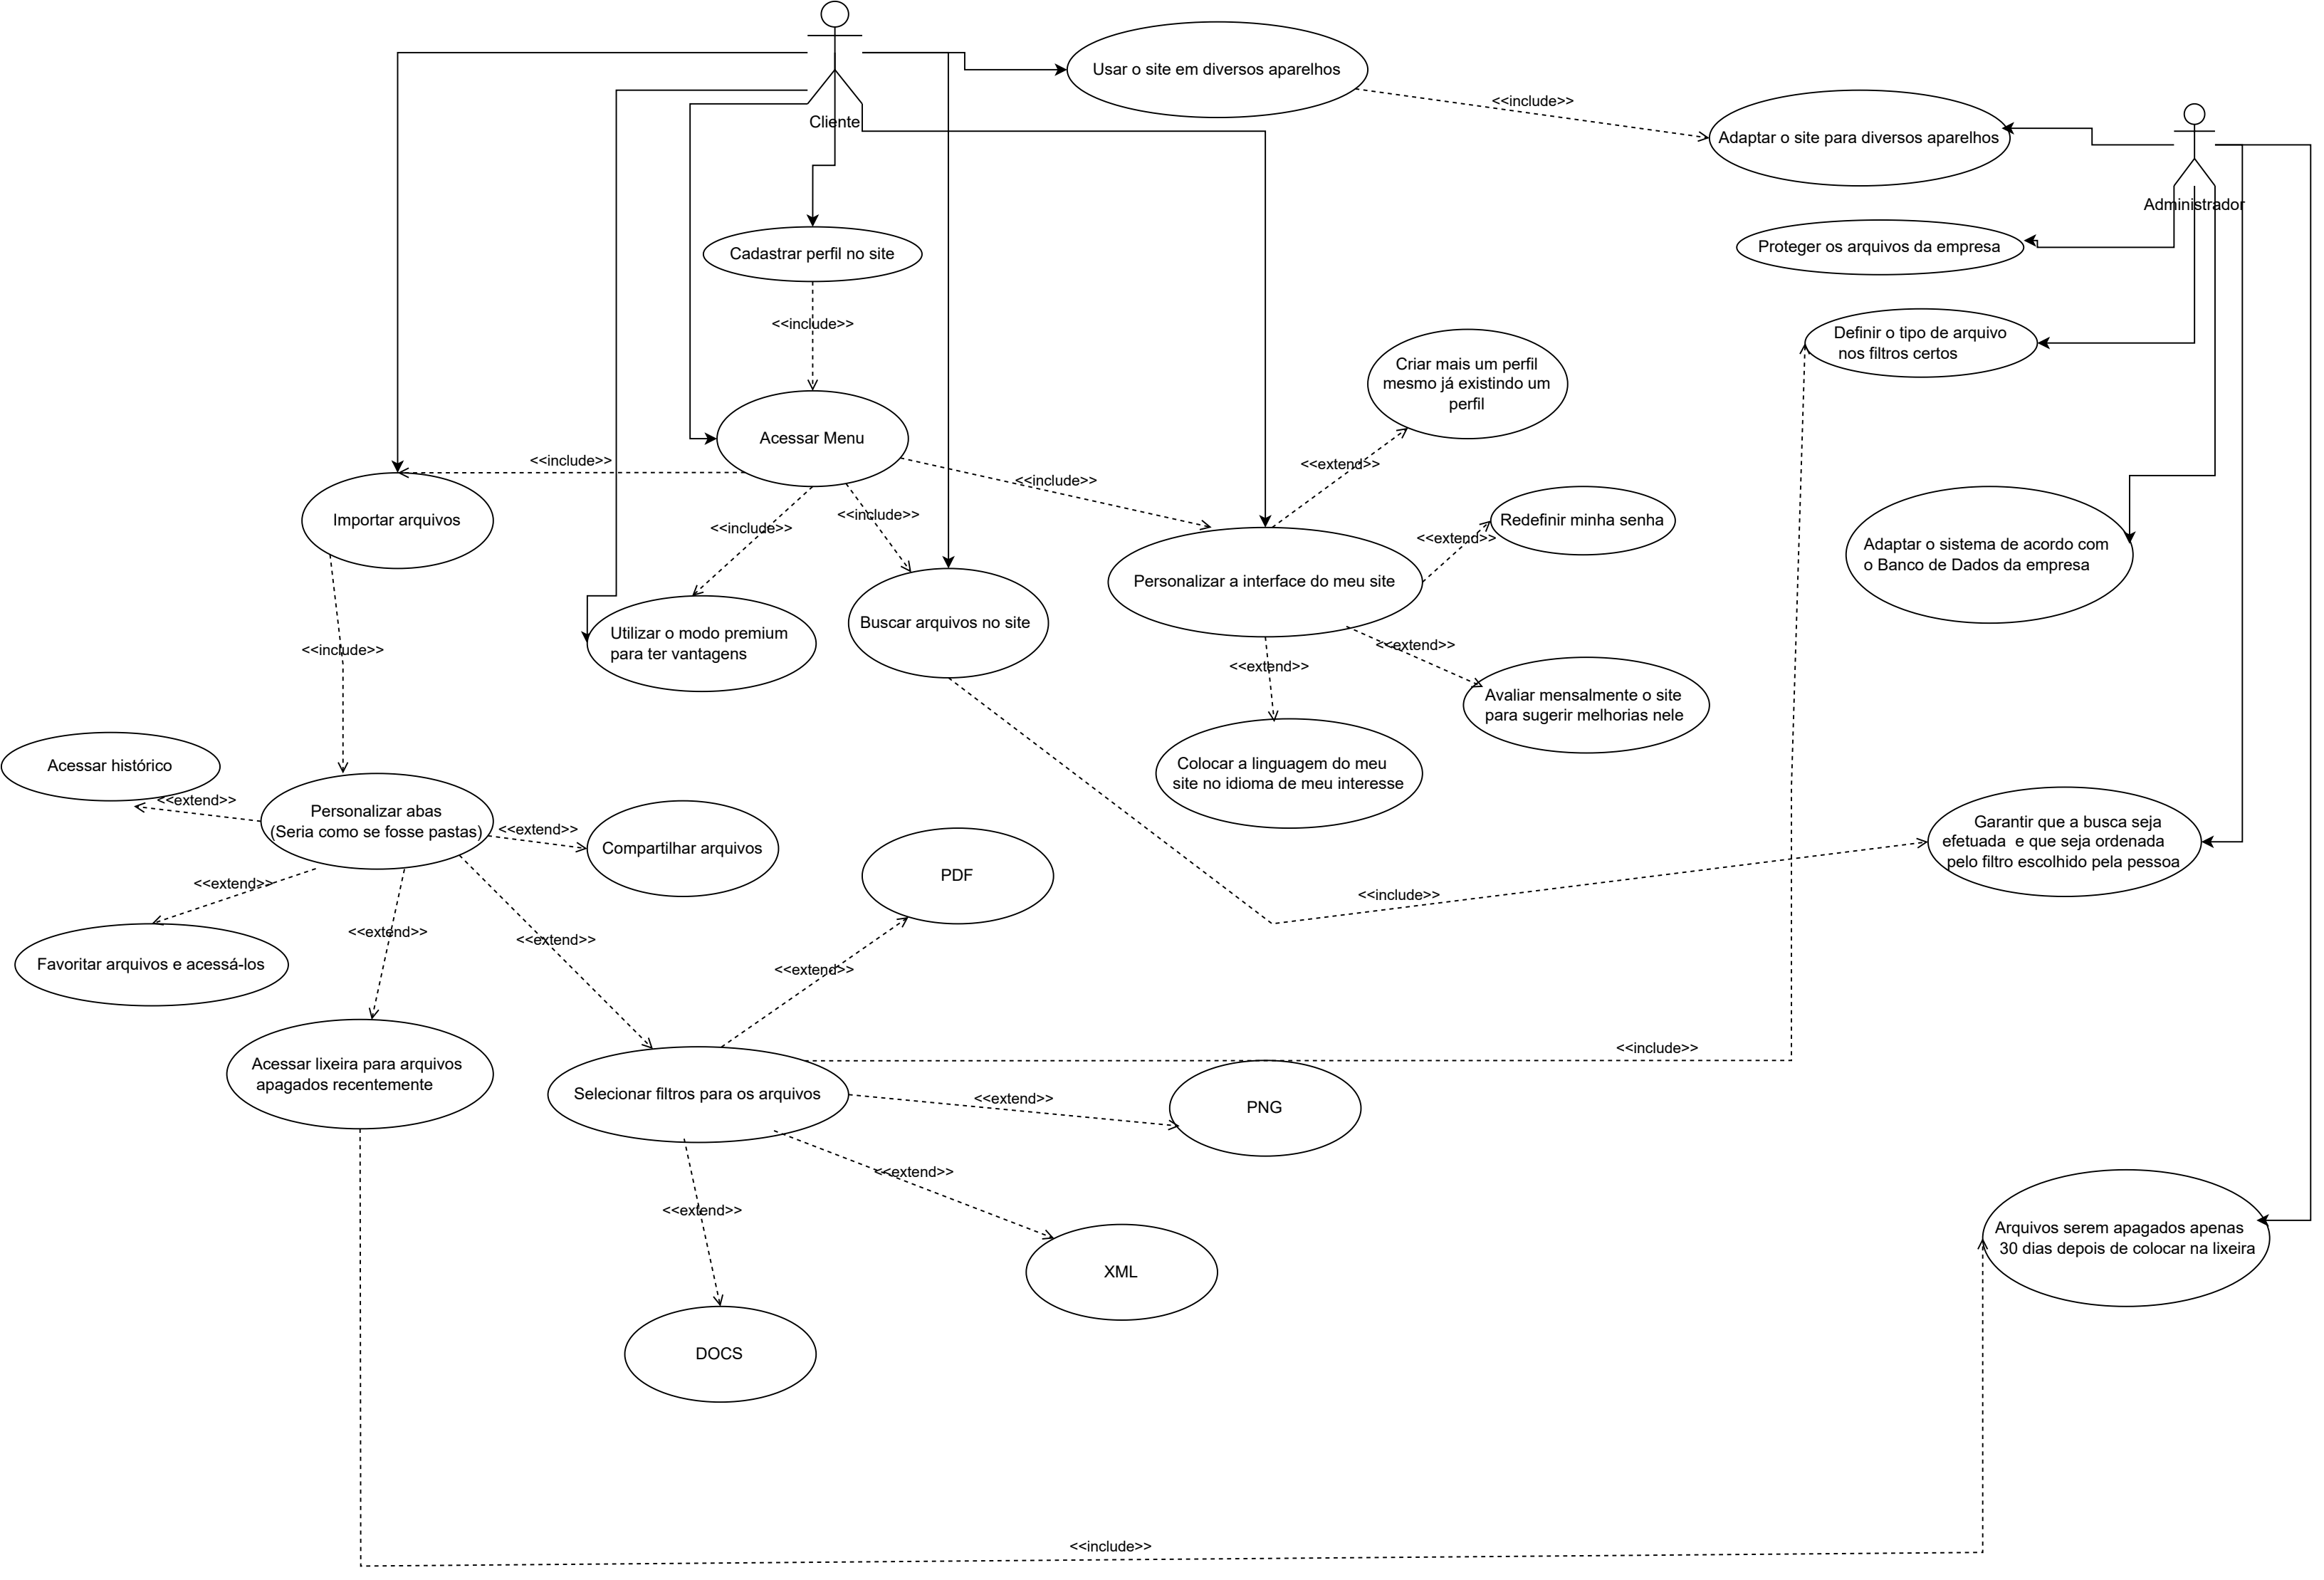 Usar o site em diversos aparelhos
<<include>>
Cliente
Adaptar o site para diversos aparelhos
Administrador
Cadastrar perfil no site
Proteger os arquivos da empresa
<<include>>
Definir o tipo de arquivo
nos filtros certos
Criar mais um perfil
mesmo já existindo um
perfil
Acessar Menu
<<include>>
<<extend>>
<<include>>
<<include>>
<<include>>
Importar arquivos
Redefinir minha senha
<<extend>>
Adaptar o sistema de acordo com
o Banco de Dados da empresa
Personalizar a interface do meu site
Buscar arquivos no site
Utilizar o modo premium
para ter vantagens
<<include>>
<<extend>>
<<extend>>
Avaliar mensalmente o site
para sugerir melhorias nele
Acessar histórico
Colocar a linguagem do meu
site no idioma de meu interesse
<<extend>>
Personalizar abas
(Seria como se fosse pastas)
<<extend>>
Compartilhar arquivos
Garantir que a busca seja
efetuada  e que seja ordenada
pelo filtro escolhido pela pessoa
<<extend>>
PDF
<<include>>
<<extend>>
<<extend>>
Favoritar arquivos e acessá-los
<<extend>>
<<include>>
Acessar lixeira para arquivos
apagados recentemente
Selecionar filtros para os arquivos
<<extend>>
PNG
<<extend>>
<<extend>>
Arquivos serem apagados apenas
30 dias depois de colocar na lixeira
XML
DOCS
<<include>>